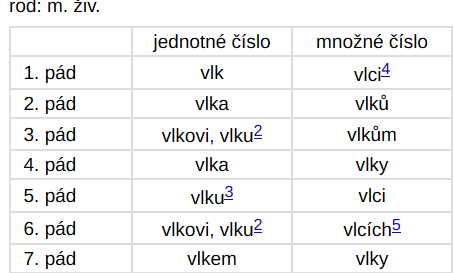 rod: m. živ.
jednotné číslo množné číslo
1. pád vlk vlci4
2. pád vlka vlků
3. pád vlkovi, vlku2 vlkům
4. pád vlka vlky
5. pád vlku3 vlci
6. pád vlkovi, vlku2 vlcích5
7. pád vlkem vlky